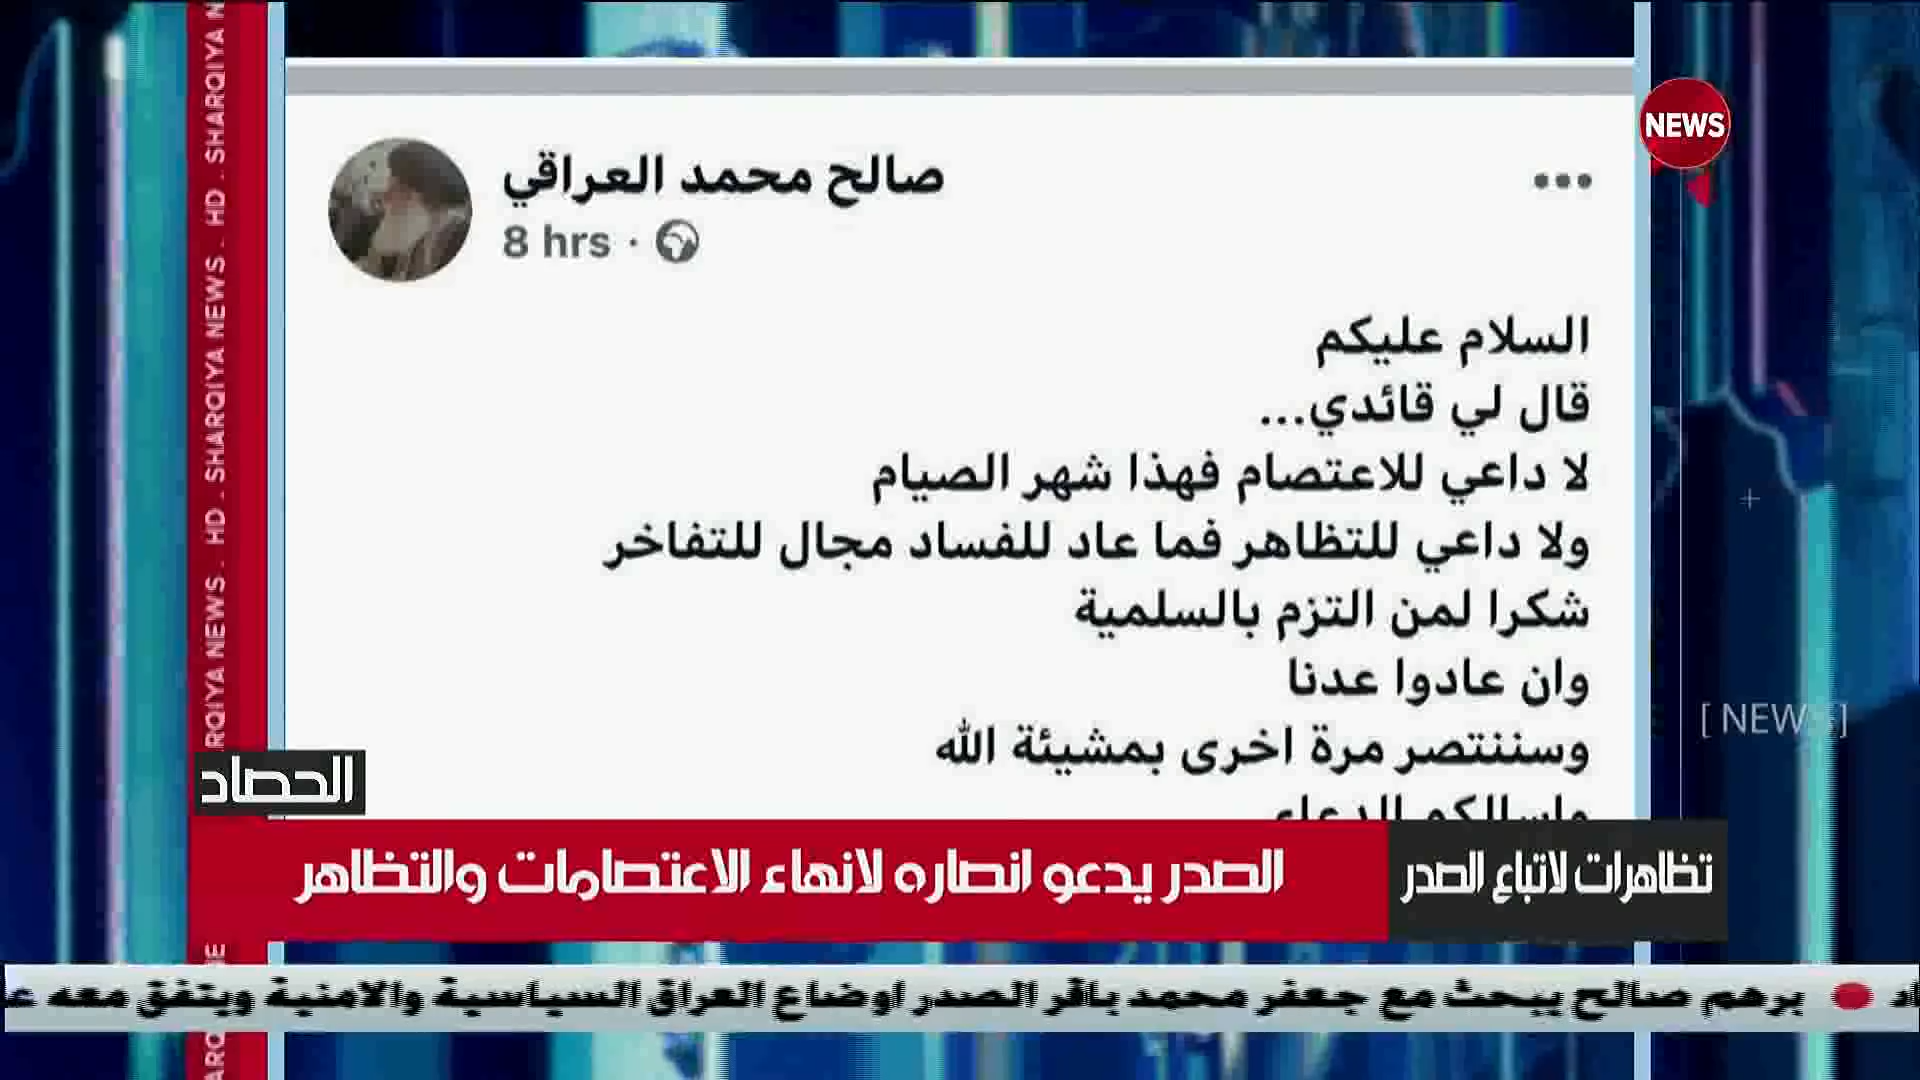 NEWS
صالح محمد العراقي
8 hrs
السلام عليكم
قال لي قائدي...
لا داعي للاعتصام فهذا شهر الصيام
ولا داعي للتظاهر فما عاد للفساد مجال للتفاخر
شكرا لمن التزم بالسلمية
وان عادوا عدنا
وسننتصر مرة اخرى بمشيئة الله
واسالكم الدعاء
[ NEWS ]
الحصاد
تظاهرات لاتباع الصدر
الصدر يدعو انصاره لانهاء الاعتصامات والتظاهر
برهم صالح يبحث مع جعفر محمد باقر الصدر اوضاع العراق السياسية والامنية ويتفق معه
SHARQIYA NEWS . HD . SHARQIYA NEWS . HD . SHARQIYA N